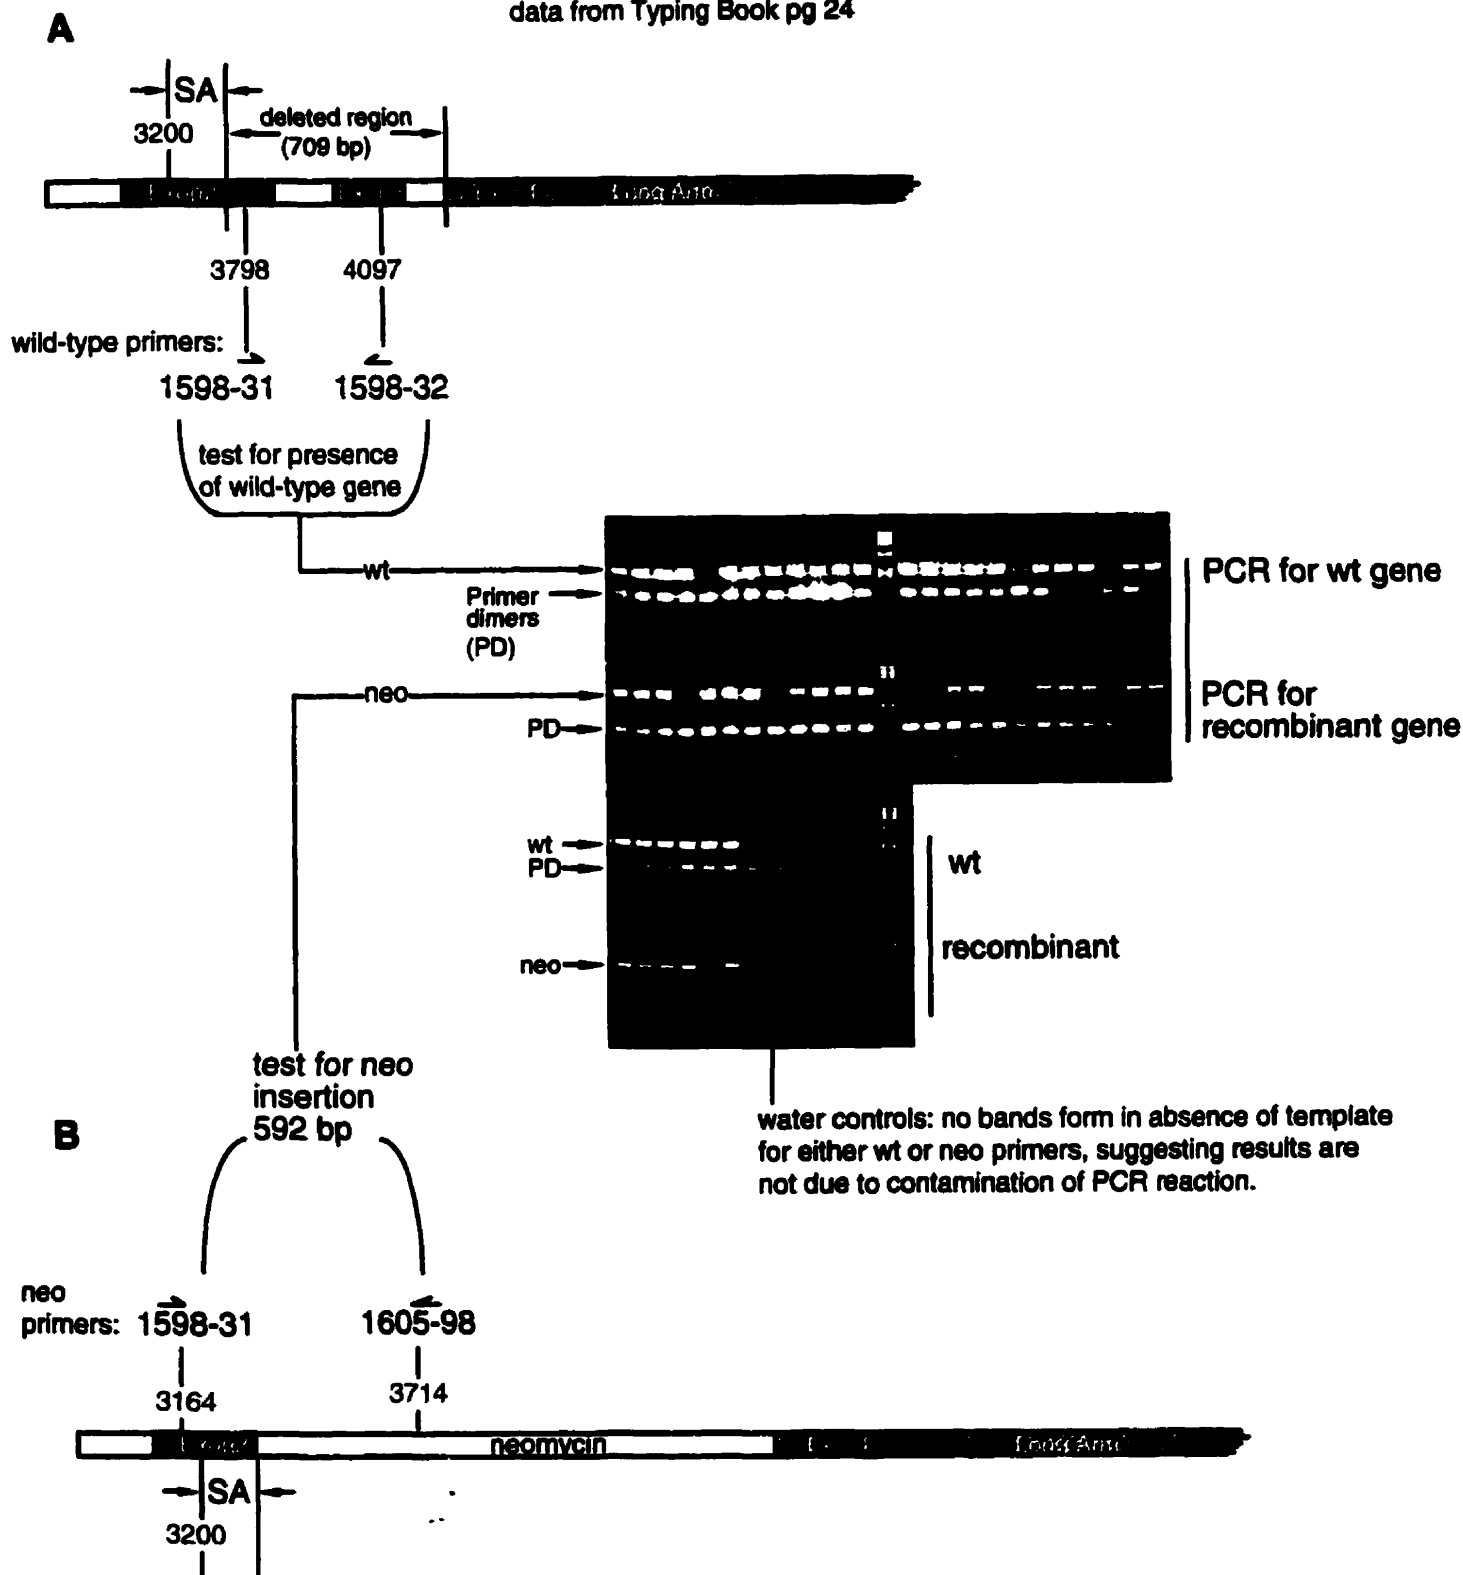 data from Typing Book pg 24
A
SA
3200
deleted region
(709 bp)
Long Arm
3798
4097
wild-type primers:
1598-31
1598-32
test for presence
of wild-type gene
wt
Primer
dimers
(PD)
PCR for wt gene
neo
PD
PCR for
recombinant gene
wt
PD
wt
neo
recombinant
test for neo
insertion
592 bp
B
water controls: no bands form in absence of template
for either wt or neo primers, suggesting results are
not due to contamination of PCR reaction.
neo
primers:
1598-31
1605-98
3164
3714
neomycin
Long Arm
SA
3200